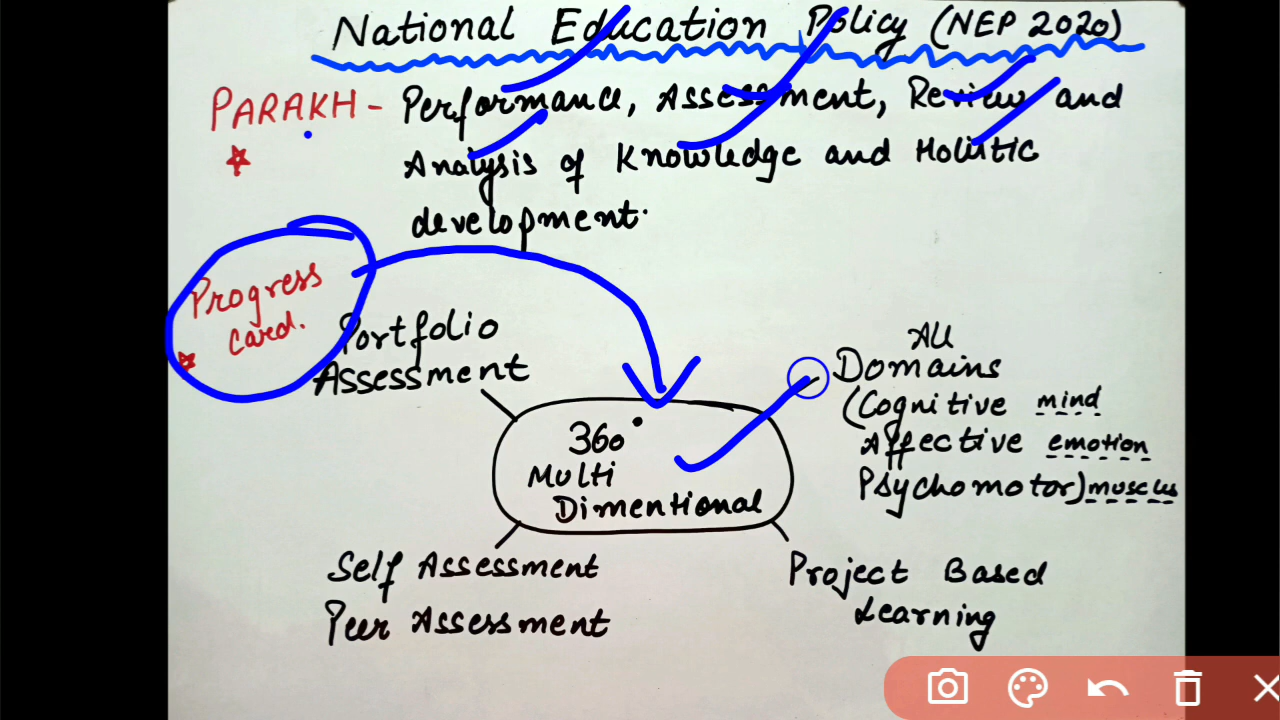 National Education Policy (NEP 2020)
PARAKH - Performance, Assessment, Review and
Analysis of Knowledge and Holistic
development.
Progress
card.
Portfolio
Assessment
All
Domains
(Cognitive mind
Affective emotion
Psychomotor) muscles
360°
Multi
Dimentional
Self Assessment
Peer Assessment
Project Based
Learning